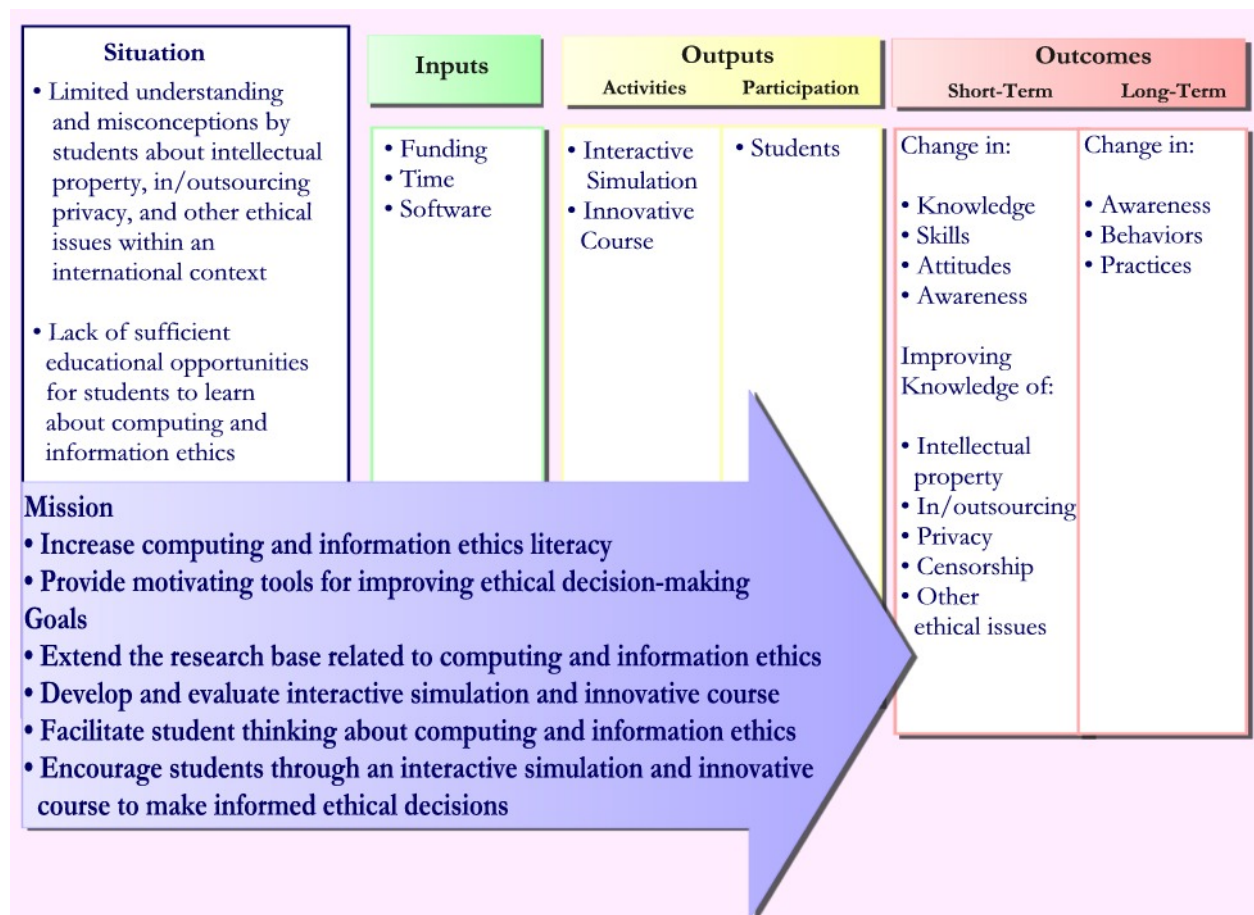 Situation
• Limited understanding
and misconceptions by
students about intellectual
property, in/outsourcing
privacy, and other ethical
issues within an
international context
• Lack of sufficient
educational opportunities
for students to learn
about computing and
information ethics
Inputs
• Funding
• Time
• Software
Outputs
Activities
Participation
• Interactive
Simulation
• Innovative
Course
• Students
Outcomes
Short-Term
Long-Term
Change in:
• Knowledge
• Skills
• Attitudes
• Awareness
Improving
Knowledge of:
• Intellectual
property
• In/outsourcing
• Privacy
• Censorship
• Other
ethical issues
Change in:
• Awareness
• Behaviors
• Practices
Mission
• Increase computing and information ethics literacy
• Provide motivating tools for improving ethical decision-making
Goals
• Extend the research base related to computing and information ethics
• Develop and evaluate interactive simulation and innovative course
• Facilitate student thinking about computing and information ethics
• Encourage students through an interactive simulation and innovative
course to make informed ethical decisions